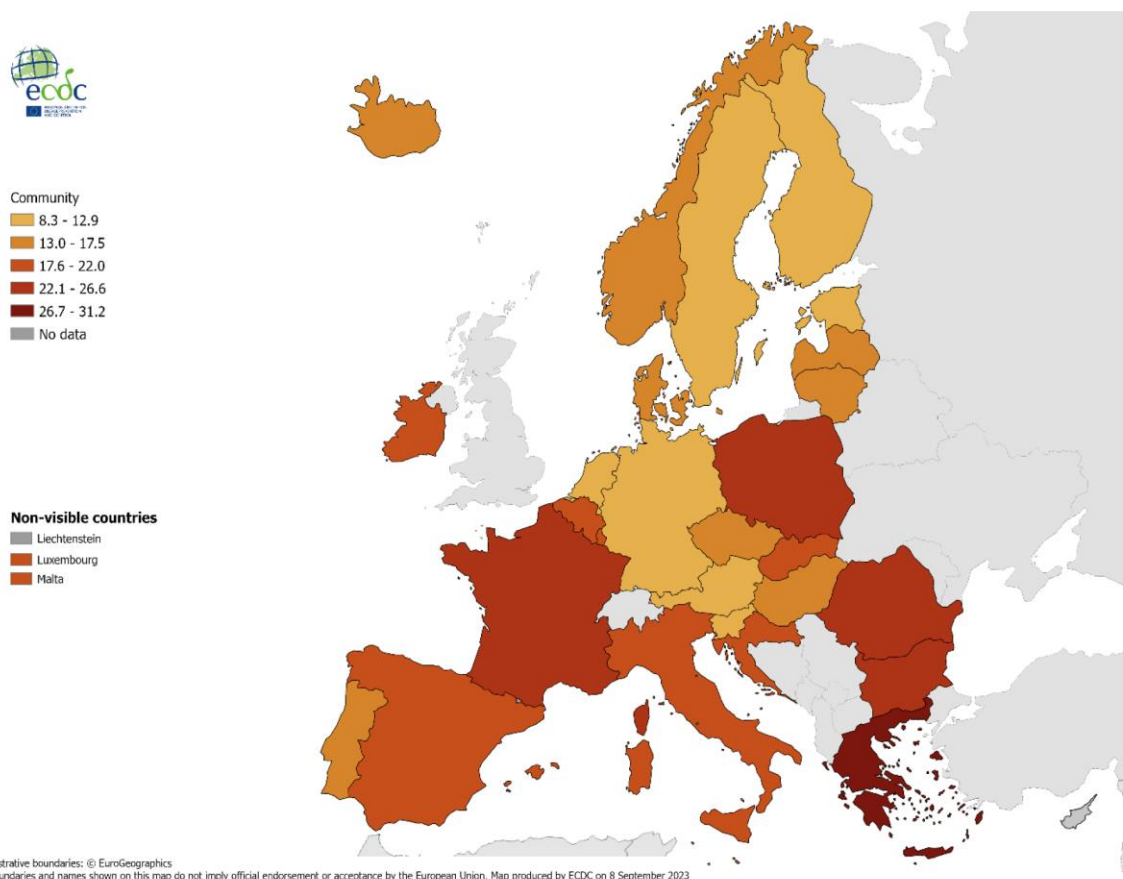 ecdc
Community
8.3 - 12.9
13.0 - 17.5
17.6 - 22.0
22.1 - 26.6
26.7 - 31.2
No data
Non-visible countries
Liechtenstein
Luxembourg
Malta
strative boundaries: © EuroGeographics
undaries and names shown on this map do not imply official endorsement or acceptance by the European Union. Map produced by ECDC on 8 September 2023